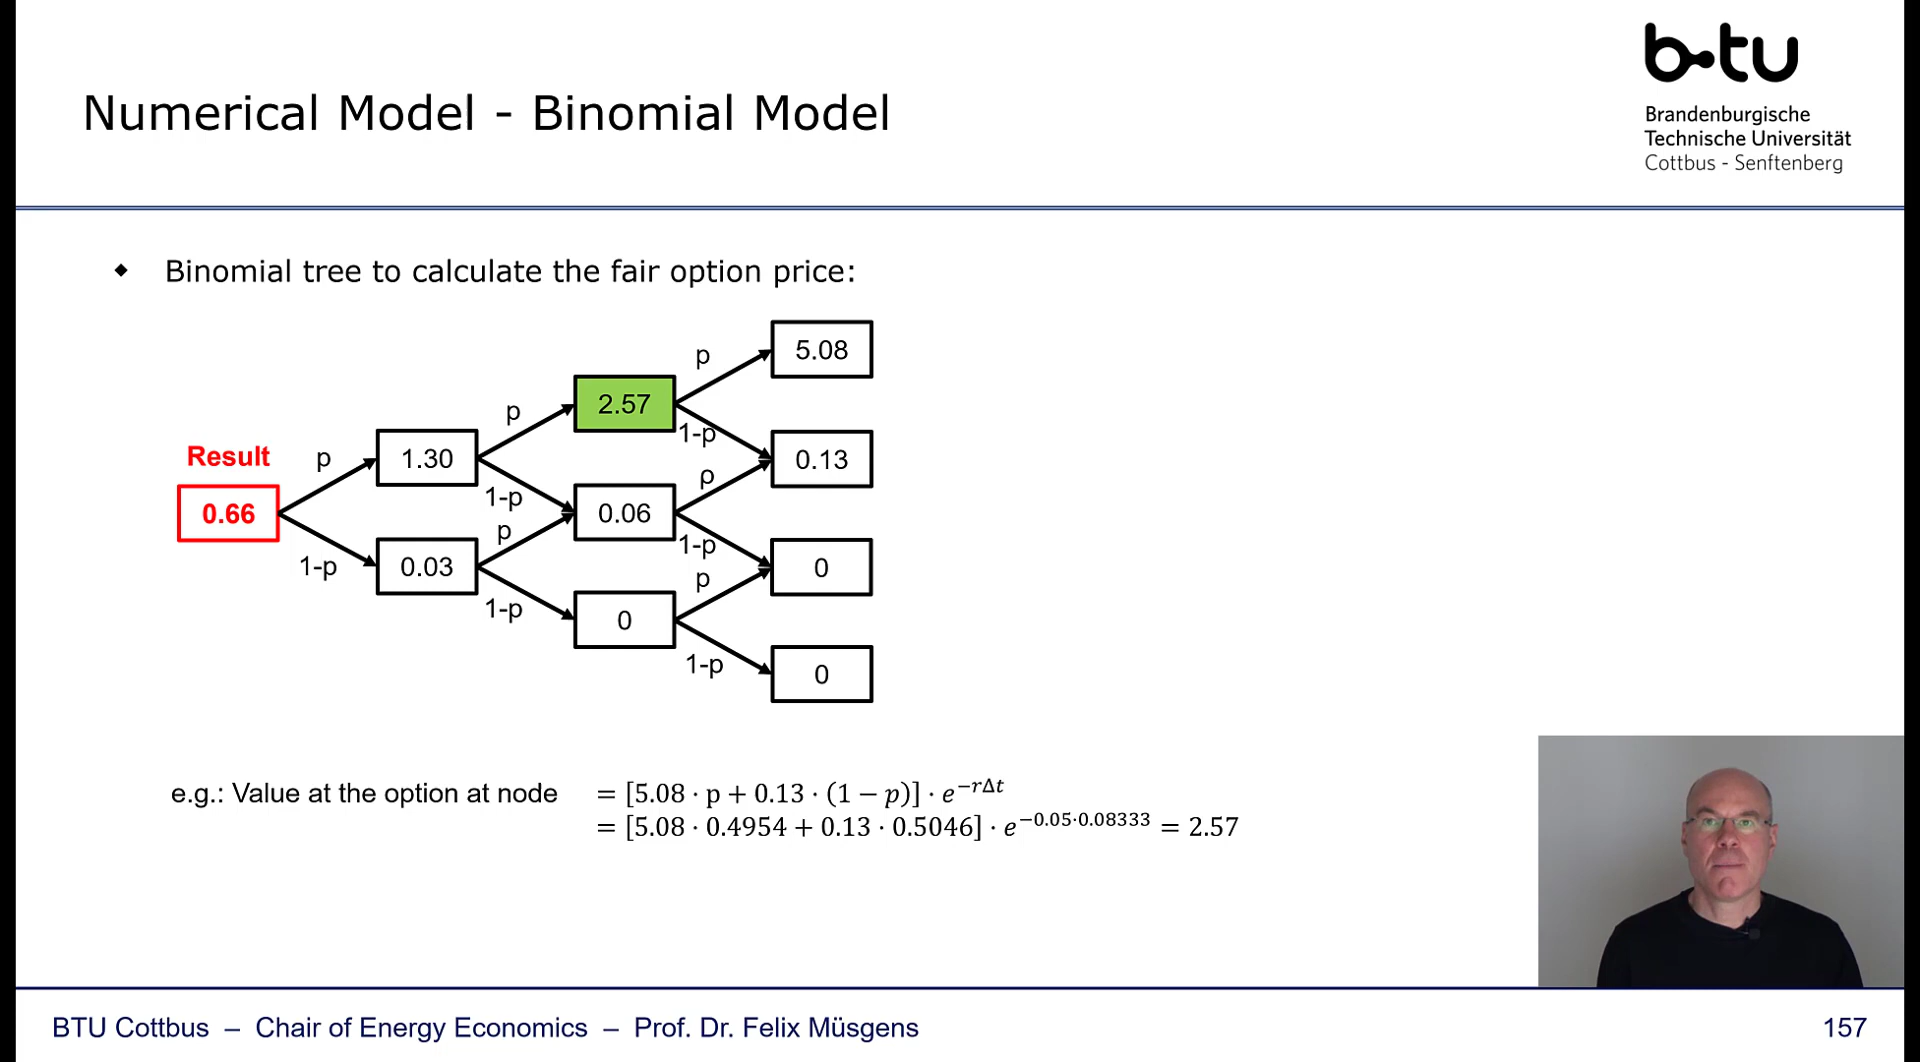 b-tu
Brandenburgische
Technische Universität
Cottbus - Senftenberg
Numerical Model - Binomial Model
◆ Binomial tree to calculate the fair option price:
Result
0.66
p
1-p
1.30
0.03
p
1-p
p
1-p
2.57
0.06
0
p
1-p
p
1-p
p
1-p
5.08
0.13
0
0
e.g.: Value at the option at node = [5.08 · p + 0.13 · (1 − p)] · e^{−rΔt}
= [5.08 · 0.4954 + 0.13 · 0.5046] · e^{−0.05·0.08333} = 2.57
BTU Cottbus – Chair of Energy Economics – Prof. Dr. Felix Müsgens
157